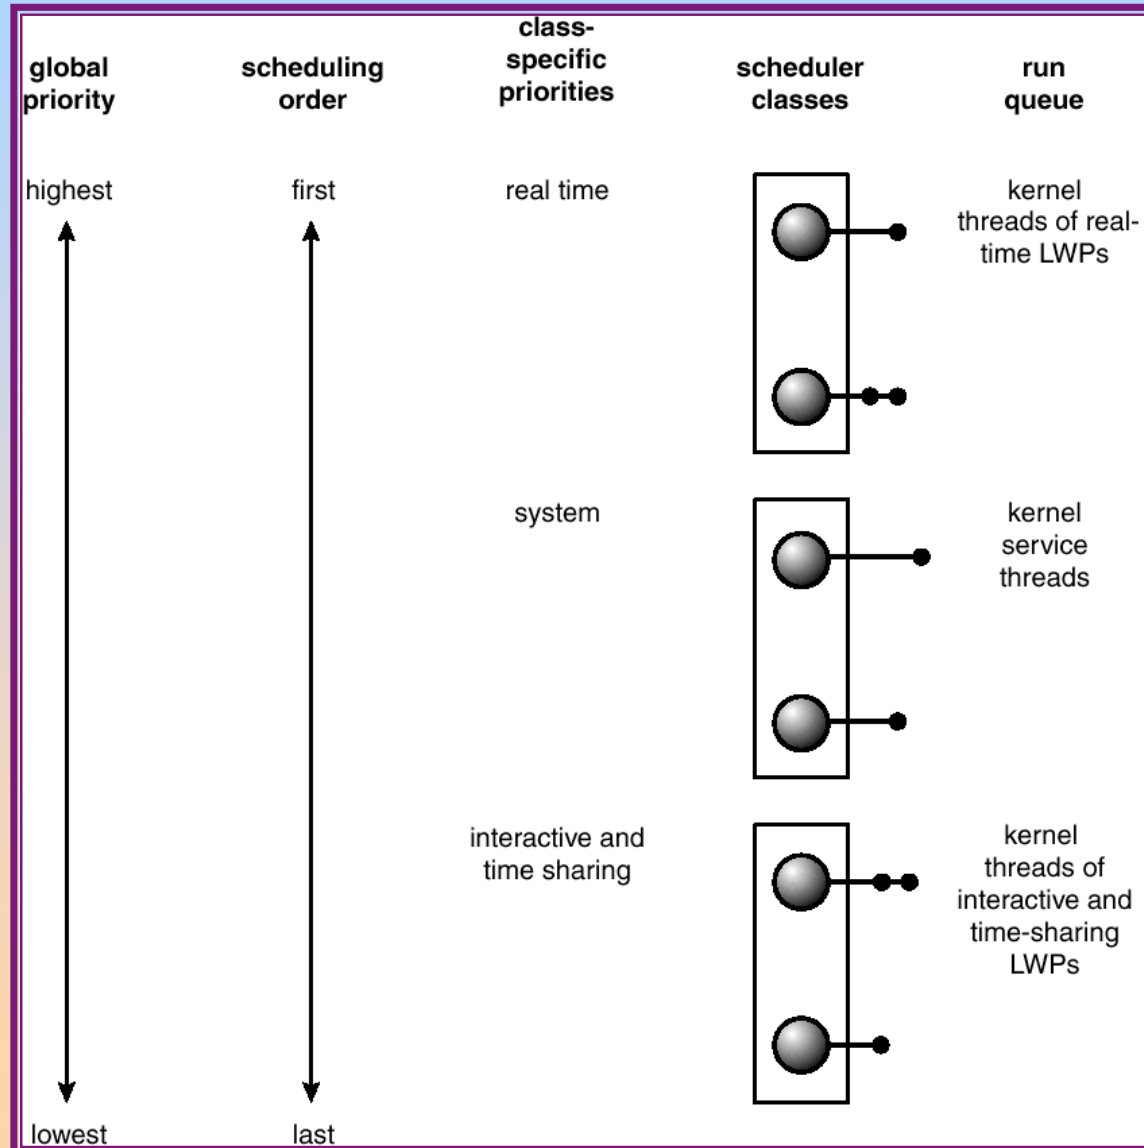 global
priority
scheduling
order
class-
specific
priorities
scheduler
classes
run
queue
highest
first
real time
kernel
threads of real-
time LWPs
system
kernel
service
threads
interactive and
time sharing
kernel
threads of
interactive and
time-sharing
LWPs
lowest
last